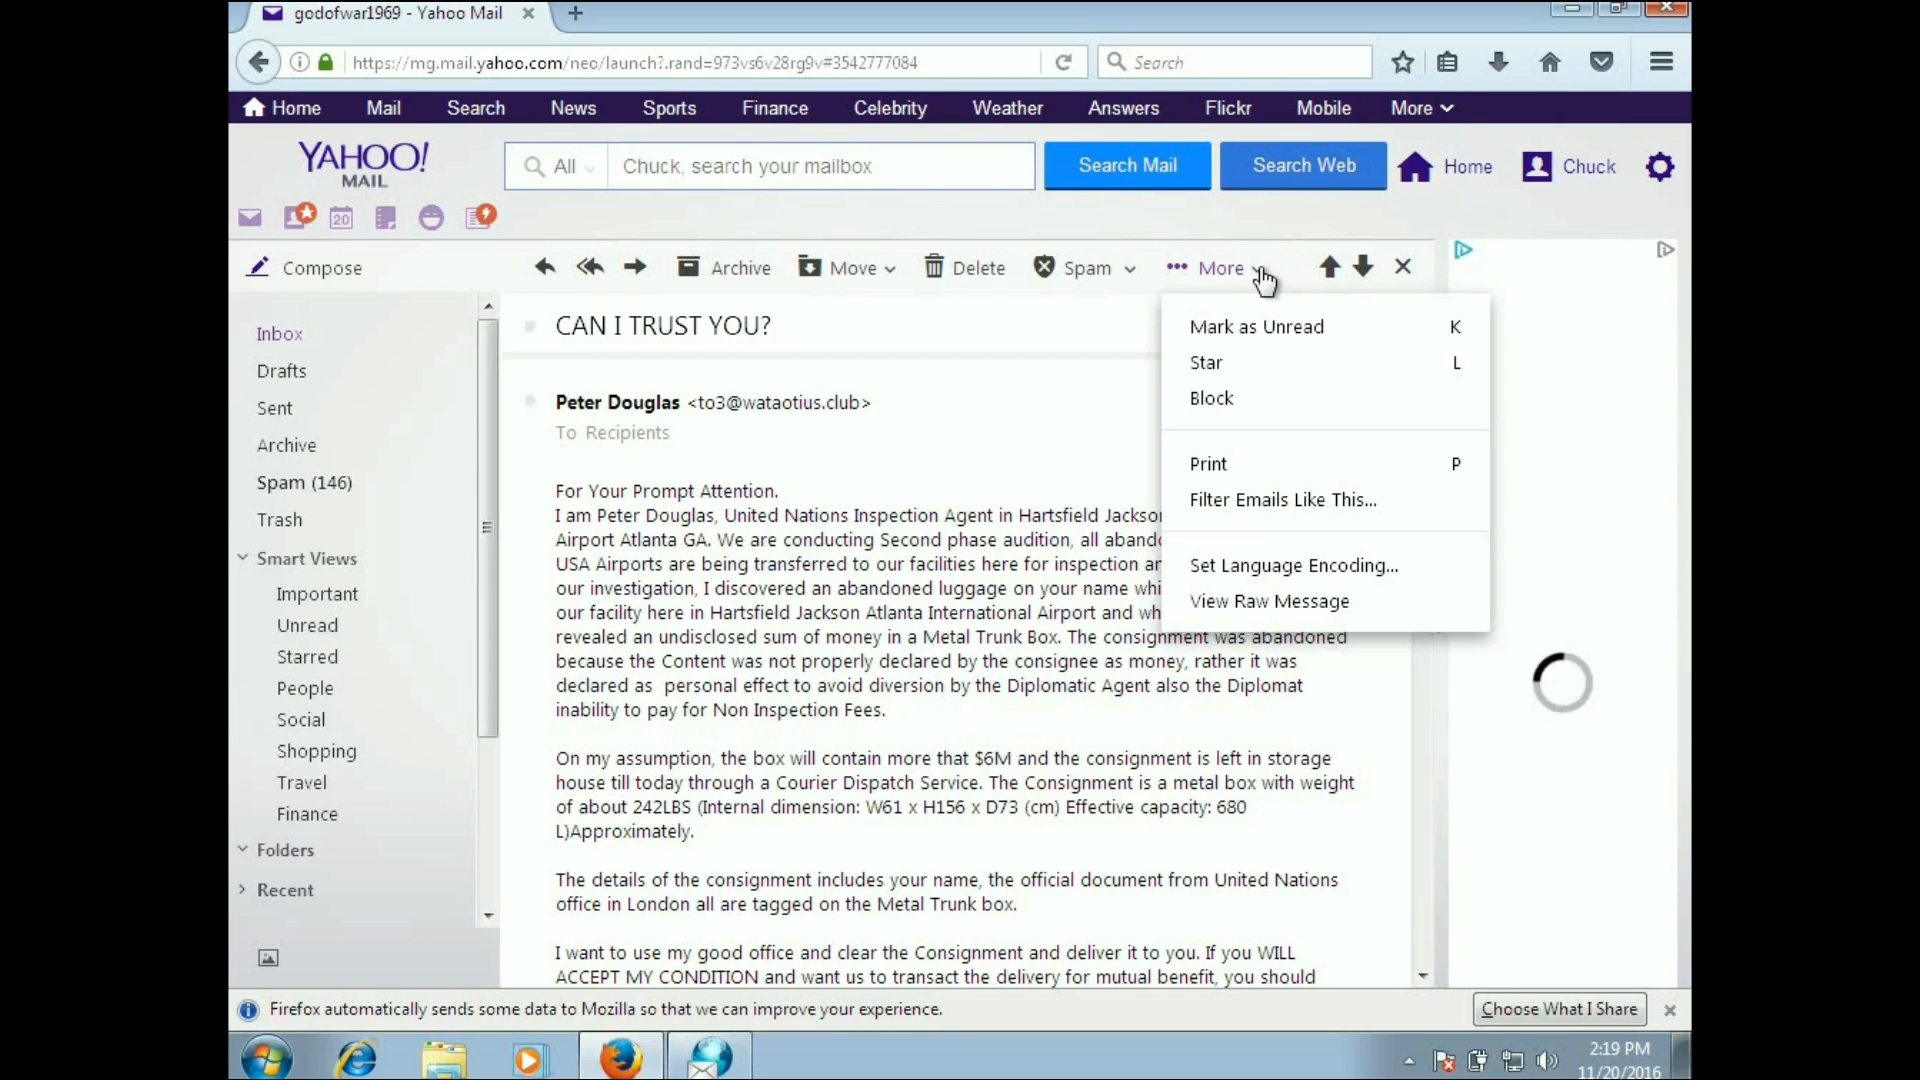 godofwar1969 - Yahoo Mail
https://mg.mail.yahoo.com/neo/launch?.rand=973vs6v28rg9v#3542777084
Search
Home Mail Search News Sports Finance Celebrity Weather Answers Flickr Mobile More
YAHOO!
MAIL
All Chuck, search your mailbox Search Mail Search Web Home Chuck
20
Compose
Archive Move Delete Spam More
Inbox
Drafts
Sent
Archive
Spam (146)
Trash
Smart Views
Important
Unread
Starred
People
Social
Shopping
Travel
Finance
Folders
Recent
CAN I TRUST YOU?
Peter Douglas <to3@wataotius.club>
To Recipients
For Your Prompt Attention.
I am Peter Douglas, United Nations Inspection Agent in Hartsfield
Airport Atlanta GA. We are conducting Second phase audition, all
USA Airports are being transferred to our facilities here for inspection
our investigation, I discovered an abandoned luggage on your name
our facility here in Hartsfield Jackson Atlanta International Airport and
revealed an undisclosed sum of money in a Metal Trunk Box. The consignment was abandoned
because the Content was not properly declared by the consignee as money, rather it was
declared as personal effect to avoid diversion by the Diplomatic Agent also the Diplomat
inability to pay for Non Inspection Fees.
On my assumption, the box will contain more that $6M and the consignment is left in storage
house till today through a Courier Dispatch Service. The Consignment is a metal box with weight
of about 242LBS (Internal dimension: W61 x H156 x D73 (cm) Effective capacity: 680
L)Approximately.
The details of the consignment includes your name, the official document from United Nations
office in London all are tagged on the Metal Trunk box.
I want to use my good office and clear the Consignment and deliver it to you. If you WILL
ACCEPT MY CONDITION and want us to transact the delivery for mutual benefit, you should
Mark as Unread K
Star L
Block
Print P
Filter Emails Like This...
Set Language Encoding...
View Raw Message
Firefox automatically sends some data to Mozilla so that we can improve your experience.
Choose What I Share
2:19 PM
11/20/2016